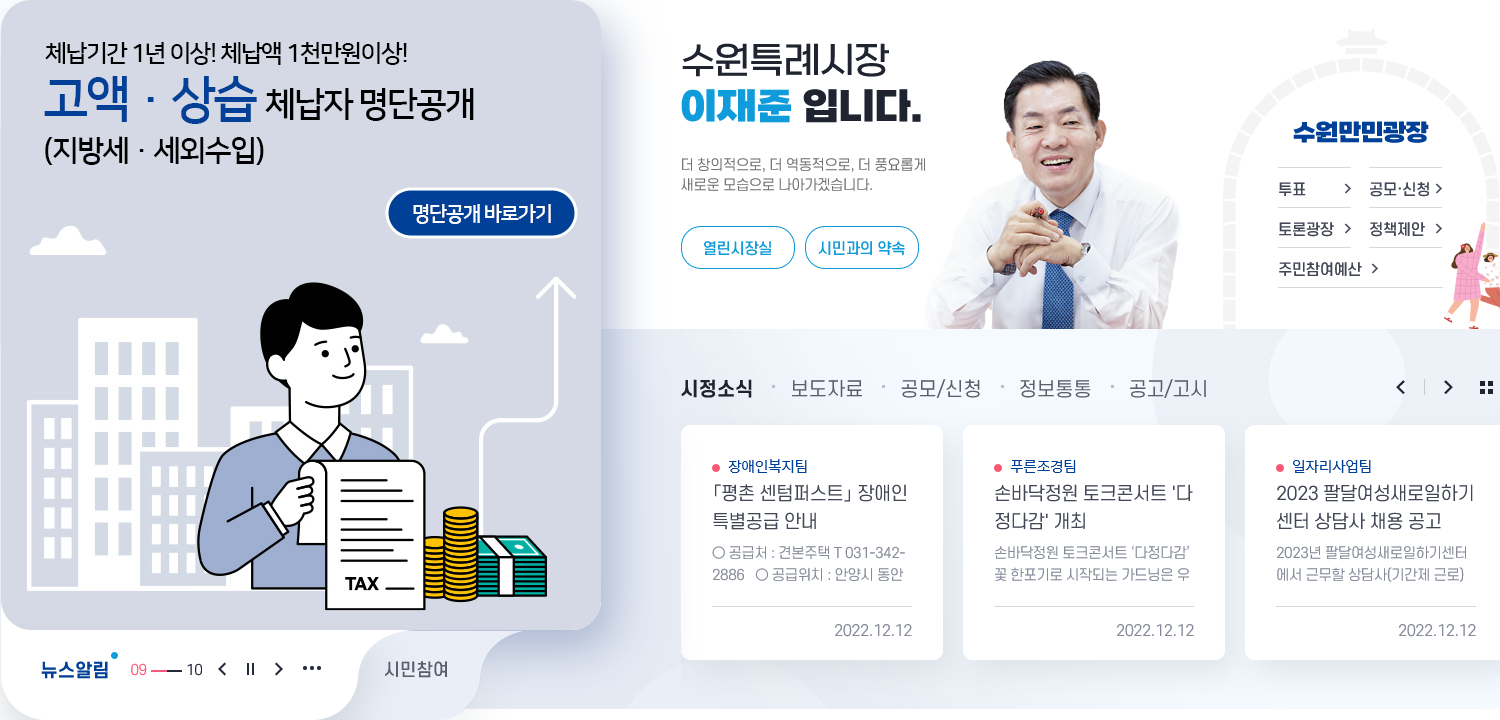 체납기간 1년 이상! 체납액 1천만원이상!
고액 · 상습 체납자 명단공개
(지방세 · 세외수입)
명단공개 바로가기
TAX
뉴스알림
09
10
시민참여
수원특례시장
이재준 입니다.
더 창의적으로, 더 역동적으로, 더 풍요롭게
새로운 모습으로 나아가겠습니다.
열린시장실
시민과의 약속
수원만민광장
투표
공모·신청
토론광장
정책제안
주민참여예산
시정소식
보도자료
공모/신청
정보통통
공고/고시
장애인복지팀
「평촌 센텀퍼스트」 장애인
특별공급 안내
〇 공급처 : 견본주택 T 031-342-
2886 〇 공급위치 : 안양시 동안
2022.12.12
푸른조경팀
손바닥정원 토크콘서트 '다
정다감' 개최
손바닥정원 토크콘서트 '다정다감'
꽃 한포기로 시작되는 가드닝은 우
2022.12.12
일자리사업팀
2023 팔달여성새로일하기
센터 상담사 채용 공고
2023년 팔달여성새로일하기센터
에서 근무할 상담사(기간제 근로)
2022.12.12